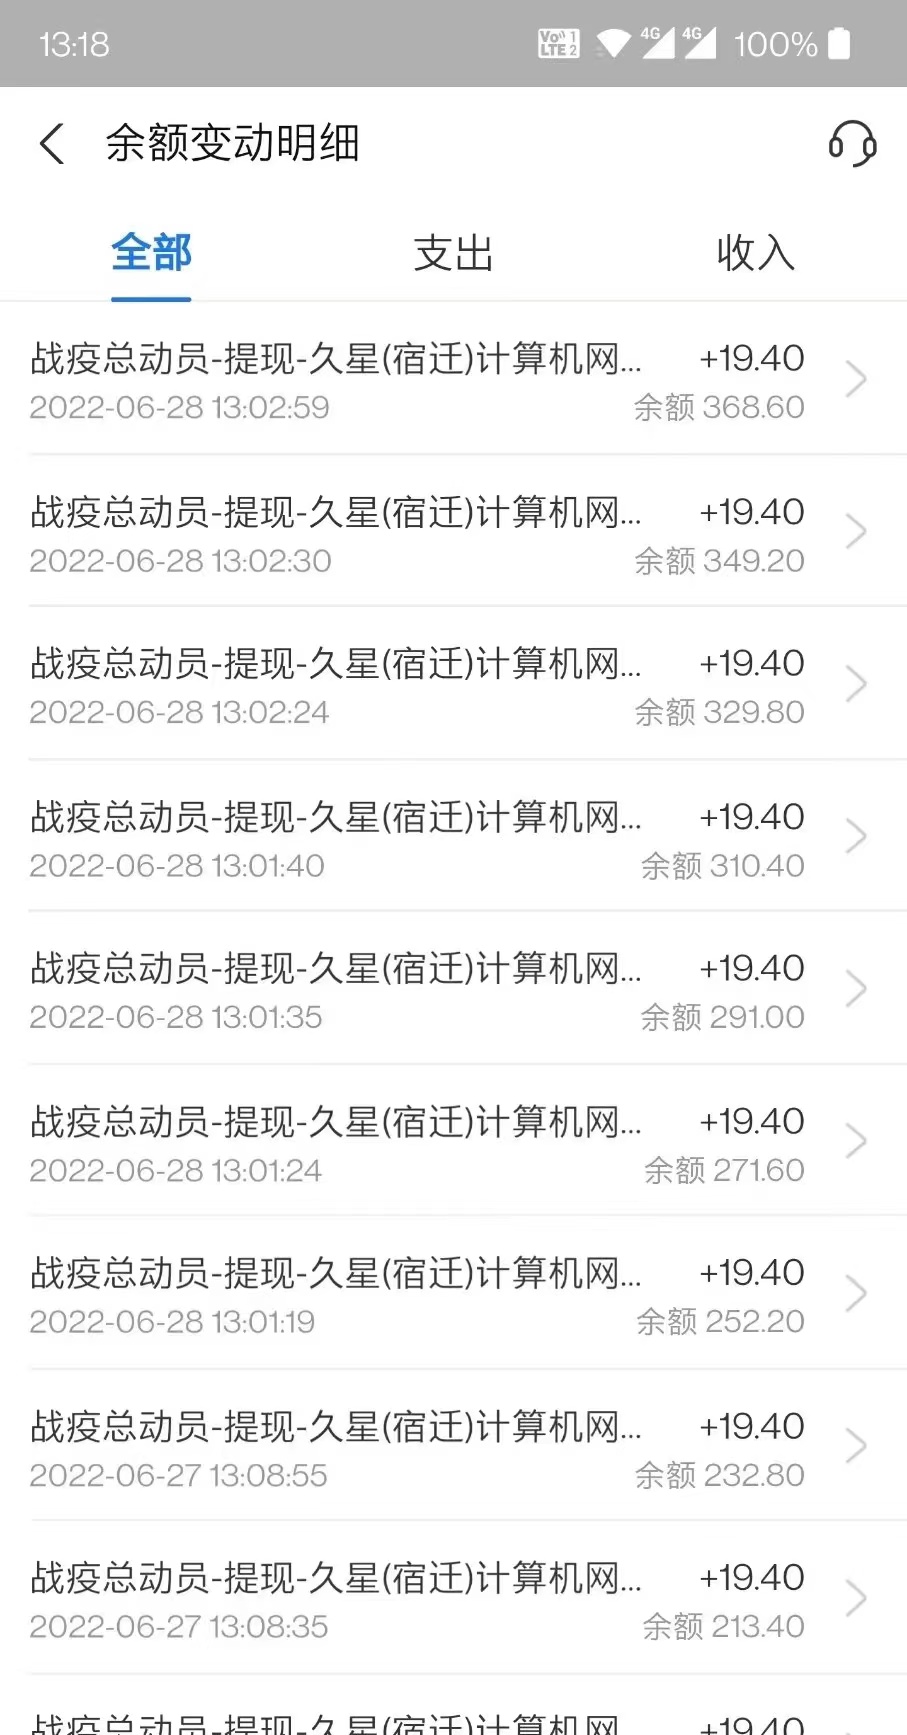 13:18
Vo 1
LTE 2
4G 4G 100%
余额变动明细
全部 支出 收入
战疫总动员-提现-久星(宿迁)计算机网... +19.40
2022-06-28 13:02:59 余额 368.60
战疫总动员-提现-久星(宿迁)计算机网... +19.40
2022-06-28 13:02:30 余额 349.20
战疫总动员-提现-久星(宿迁)计算机网... +19.40
2022-06-28 13:02:24 余额 329.80
战疫总动员-提现-久星(宿迁)计算机网... +19.40
2022-06-28 13:01:40 余额 310.40
战疫总动员-提现-久星(宿迁)计算机网... +19.40
2022-06-28 13:01:35 余额 291.00
战疫总动员-提现-久星(宿迁)计算机网... +19.40
2022-06-28 13:01:24 余额 271.60
战疫总动员-提现-久星(宿迁)计算机网... +19.40
2022-06-28 13:01:19 余额 252.20
战疫总动员-提现-久星(宿迁)计算机网... +19.40
2022-06-27 13:08:55 余额 232.80
战疫总动员-提现-久星(宿迁)计算机网... +19.40
2022-06-27 13:08:35 余额 213.40
战疫总动员-提现-久星(宿迁)计算机网... +19.40